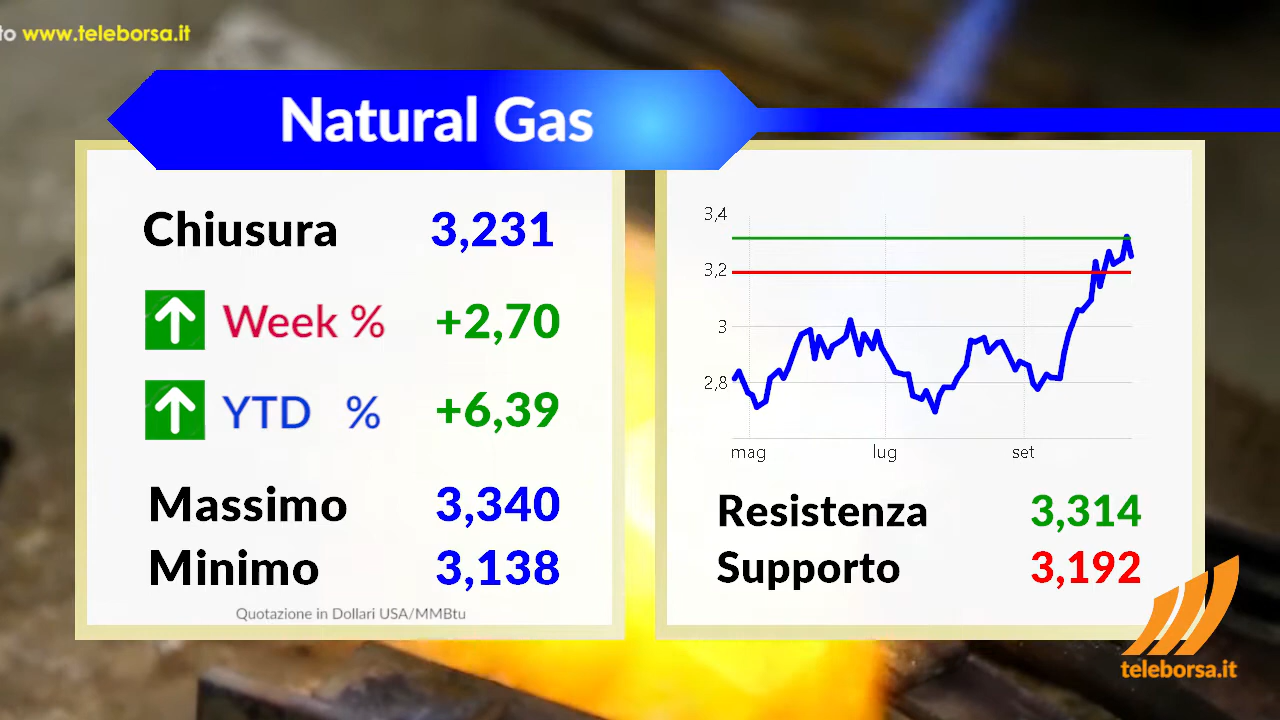 to www.teleborsa.it
Natural Gas
Chiusura 3,231
Week % +2,70
YTD % +6,39
Massimo 3,340
Minimo 3,138
Quotazione in Dollari USA/MMBtu
3,4
3,2
3
2,8
mag lug set
Resistenza 3,314
Supporto 3,192
teleborsa.it